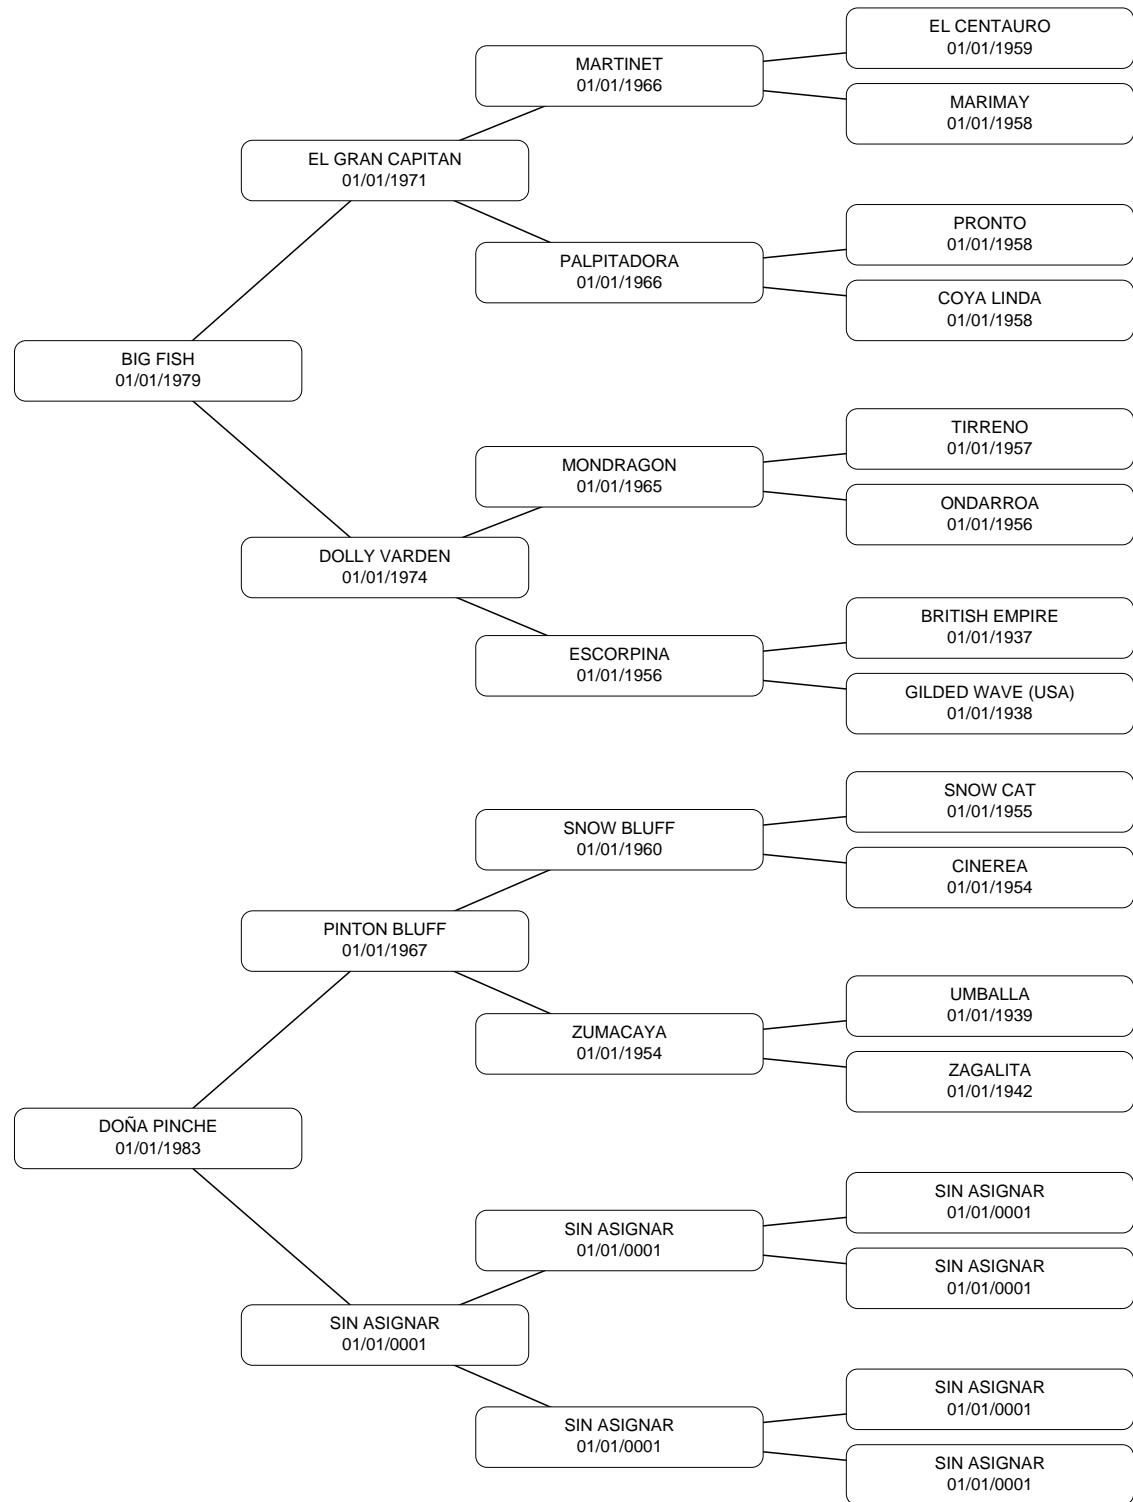 EL CENTAURO
01/01/1959
MARTINET
01/01/1966
MARIMAY
01/01/1958
EL GRAN CAPITAN
01/01/1971
PRONTO
01/01/1958
PALPITADORA
01/01/1966
COYA LINDA
01/01/1958
BIG FISH
01/01/1979
TIRRENO
01/01/1957
MONDRAGON
01/01/1965
ONDARROA
01/01/1956
DOLLY VARDEN
01/01/1974
BRITISH EMPIRE
01/01/1937
ESCORPINA
01/01/1956
GILDED WAVE (USA)
01/01/1938
SNOW CAT
01/01/1955
SNOW BLUFF
01/01/1960
CINEREA
01/01/1954
PINTON BLUFF
01/01/1967
UMBALLA
01/01/1939
ZUMACAYA
01/01/1954
ZAGALITA
01/01/1942
DOÑA PINCHE
01/01/1983
SIN ASIGNAR
01/01/0001
SIN ASIGNAR
01/01/0001
SIN ASIGNAR
01/01/0001
SIN ASIGNAR
01/01/0001
SIN ASIGNAR
01/01/0001
SIN ASIGNAR
01/01/0001
SIN ASIGNAR
01/01/0001